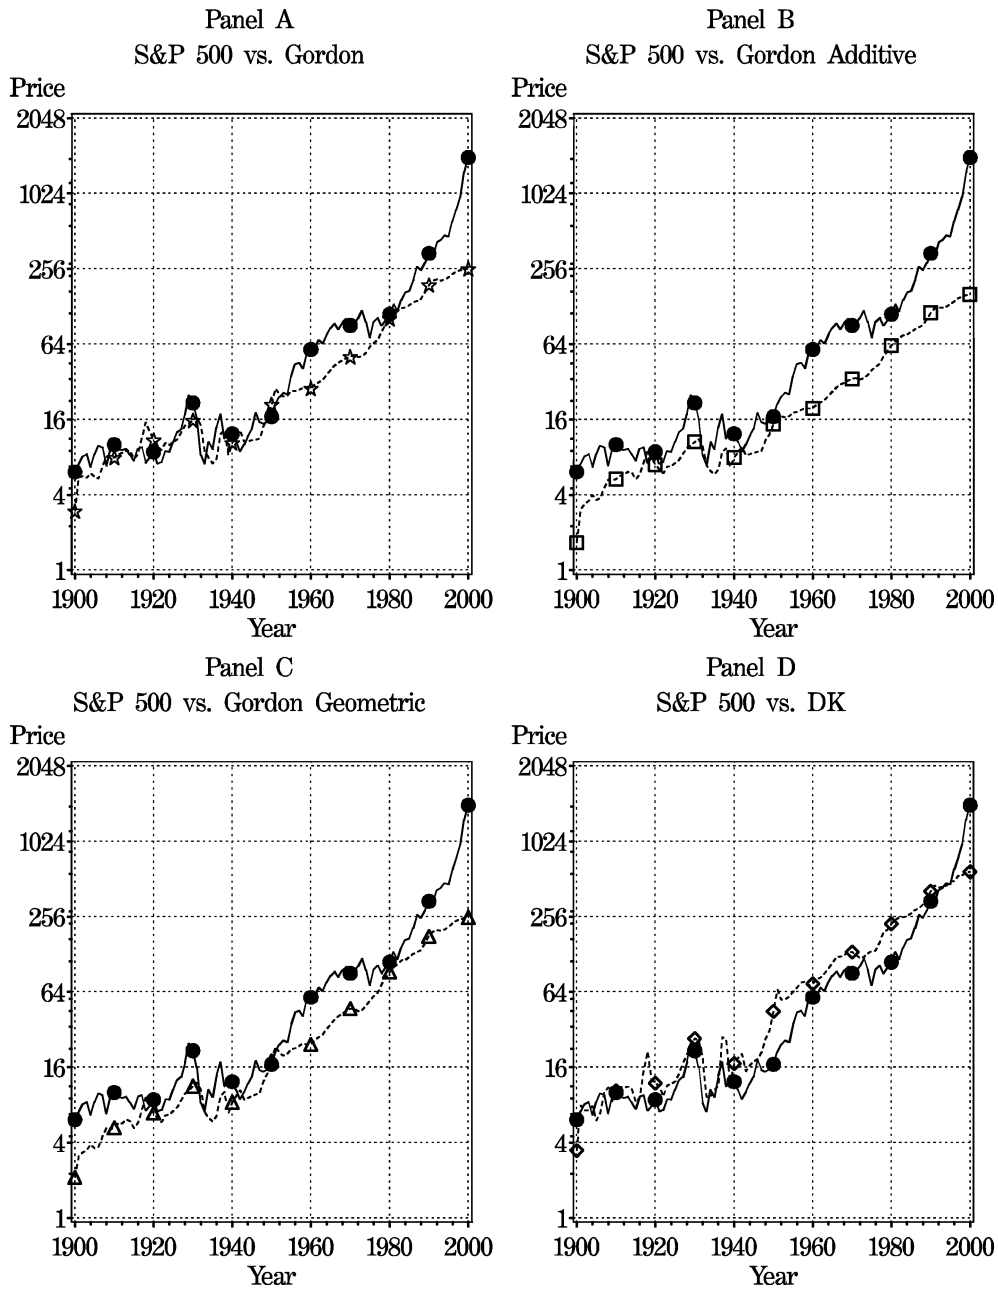 Panel A
S&P 500 vs. Gordon
Price
2048
1024
256
64
16
4
1
1900 1920 1940 1960 1980 2000
Year
Panel B
S&P 500 vs. Gordon Additive
Price
2048
1024
256
64
16
4
1
1900 1920 1940 1960 1980 2000
Year
Panel C
S&P 500 vs. Gordon Geometric
Price
2048
1024
256
64
16
4
1
1900 1920 1940 1960 1980 2000
Year
Panel D
S&P 500 vs. DK
Price
2048
1024
256
64
16
4
1
1900 1920 1940 1960 1980 2000
Year